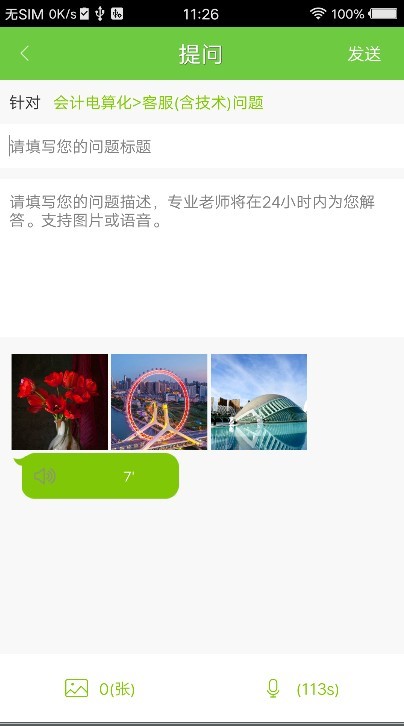 无SIM 0K/s 11:26 100%
提问 发送
针对 会计电算化>客服(含技术)问题
请填写您的问题标题
请填写您的问题描述，专业老师将在24小时内为您解
答。支持图片或语音。
7'
0(张) (113s)